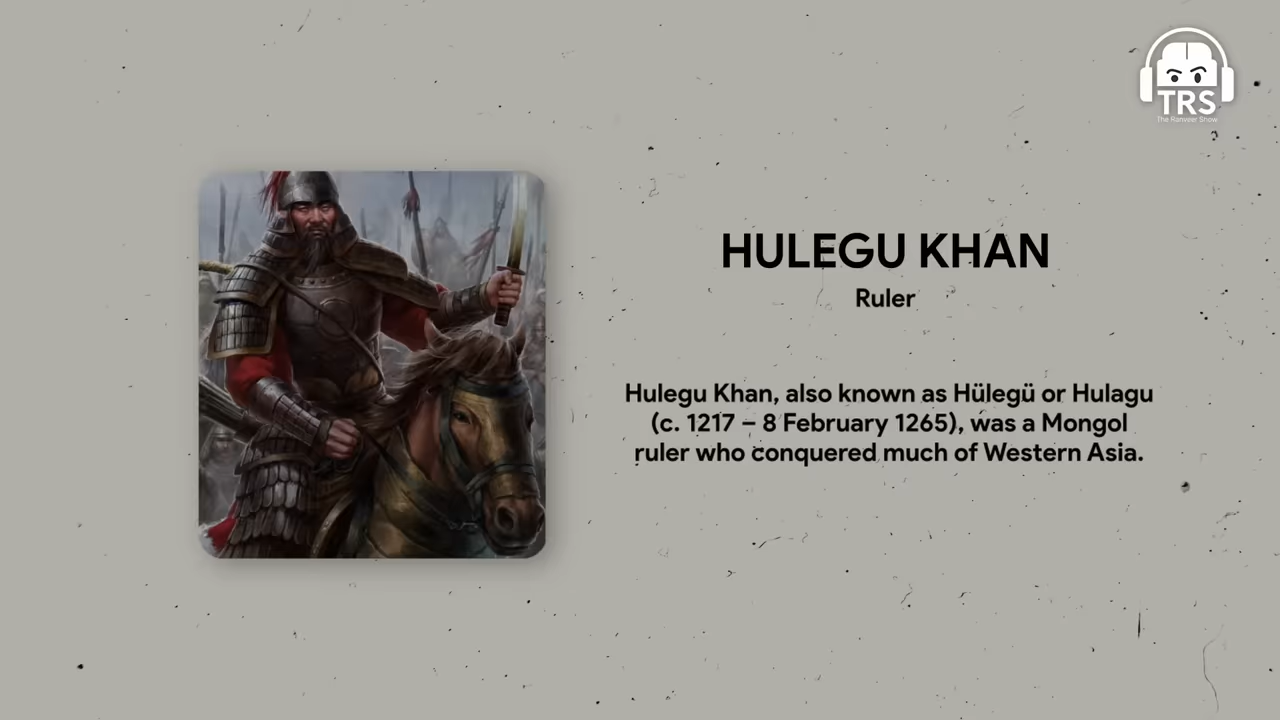 TRS
The Ranveer Show
HULEGU KHAN
Ruler
Hulegu Khan, also known as Hülegü or Hulagu
(c. 1217 – 8 February 1265), was a Mongol
ruler who conquered much of Western Asia.